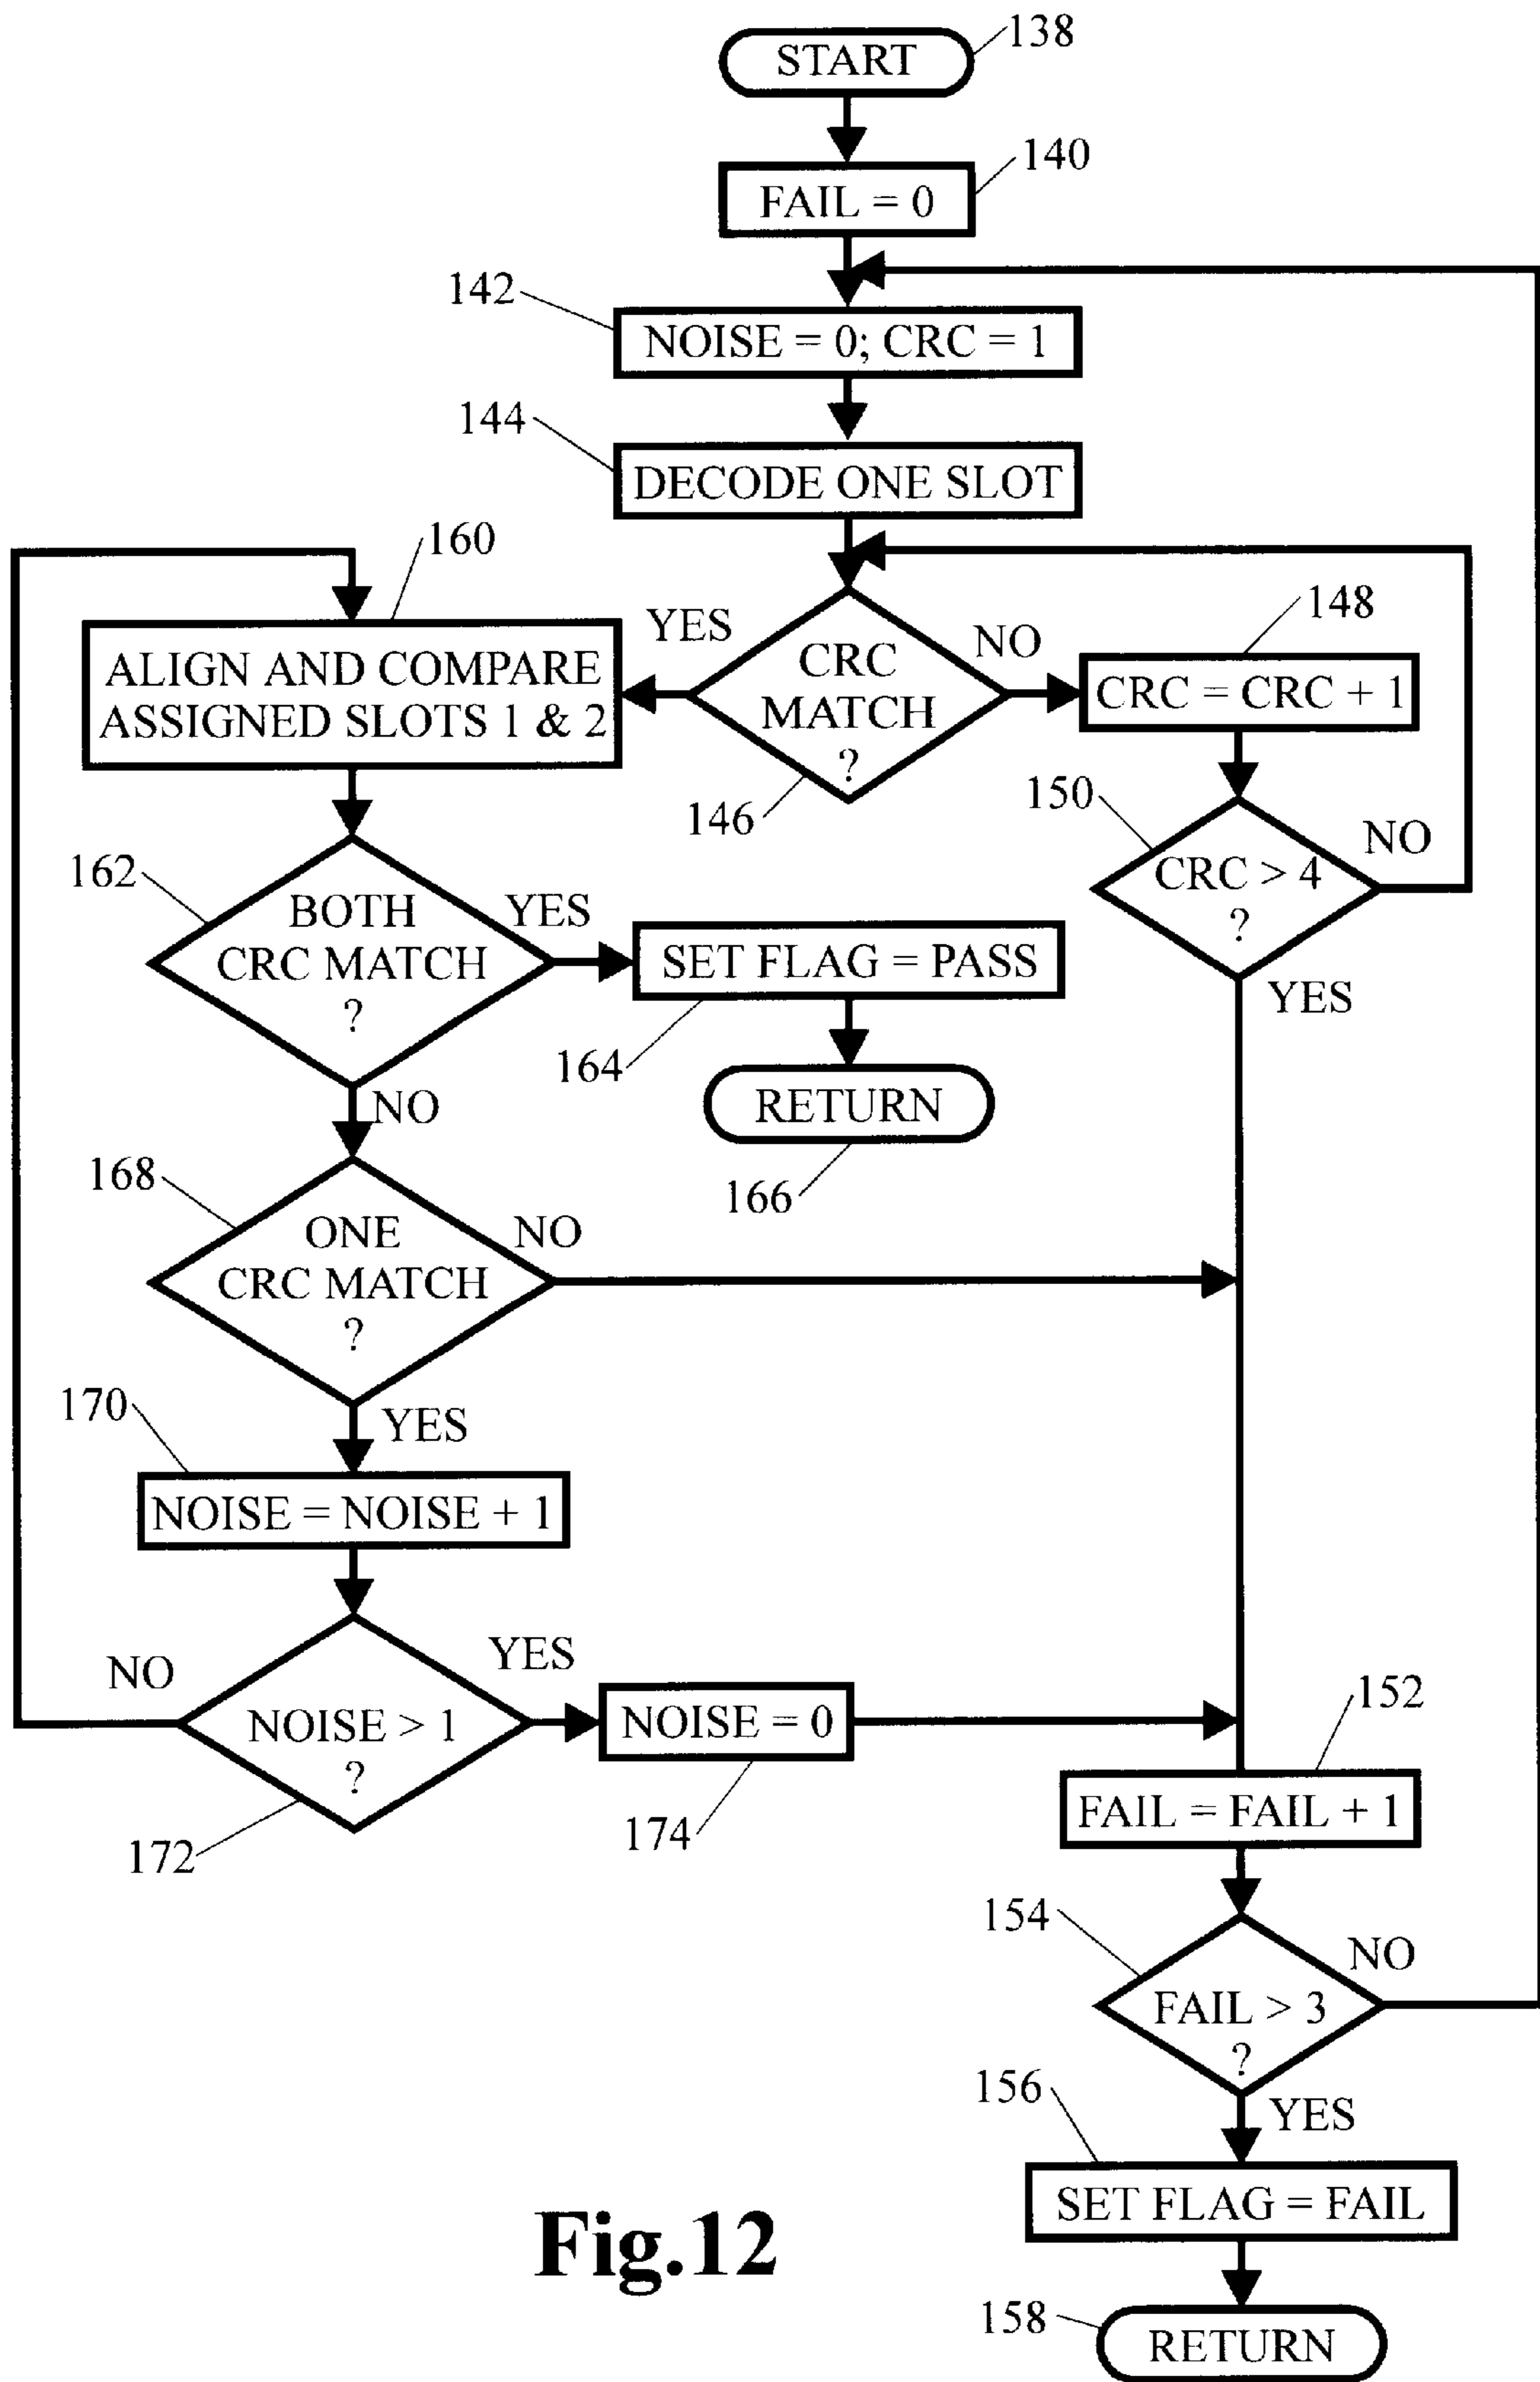 START
138
FAIL = 0
140
142
NOISE = 0; CRC = 1
144
DECODE ONE SLOT
160
ALIGN AND COMPARE
ASSIGNED SLOTS 1 & 2
YES
CRC
MATCH
?
NO
146
148
CRC = CRC + 1
150
CRC > 4
?
NO
YES
162
BOTH
CRC MATCH
?
YES
NO
SET FLAG = PASS
164
RETURN
166
168
ONE
CRC MATCH
?
NO
YES
170
NOISE = NOISE + 1
NO
NOISE > 1
?
YES
172
NOISE = 0
174
152
FAIL = FAIL + 1
154
FAIL > 3
?
NO
YES
156
SET FLAG = FAIL
158
RETURN
Fig.12